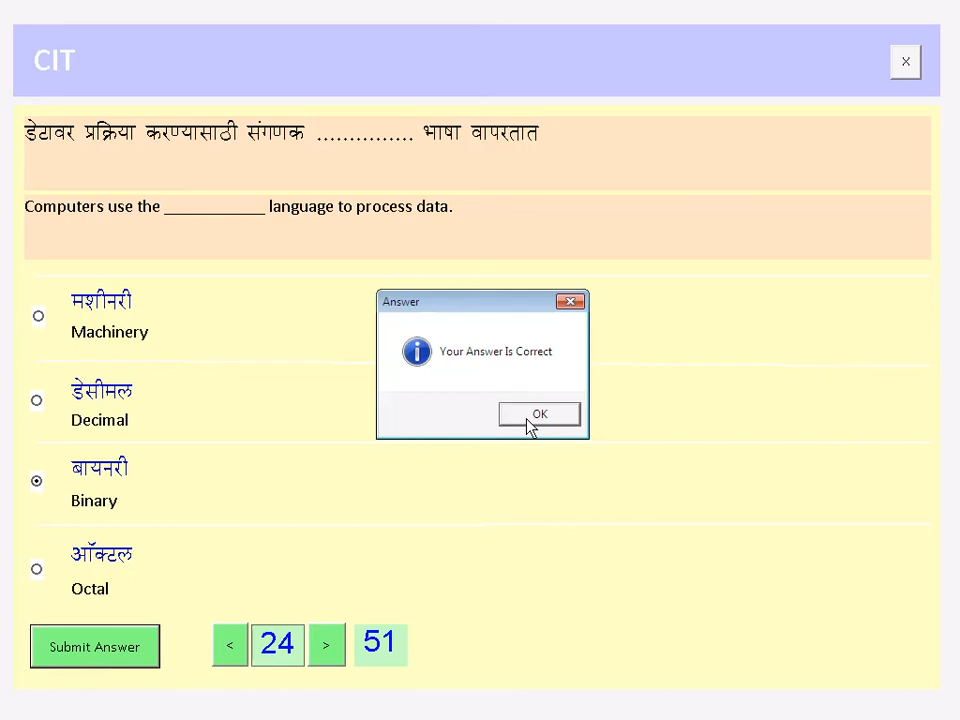 CIT
x
डेटावर प्रक्रिया करण्यासाठी संगणक ............... भाषा वापरतात
Computers use the ____________ language to process data.
मशीनरी
Machinery
डेसीमल
Decimal
बायनरी
Binary
ऑक्टल
Octal
Answer
Your Answer Is Correct
OK
Submit Answer
<
24
>
51